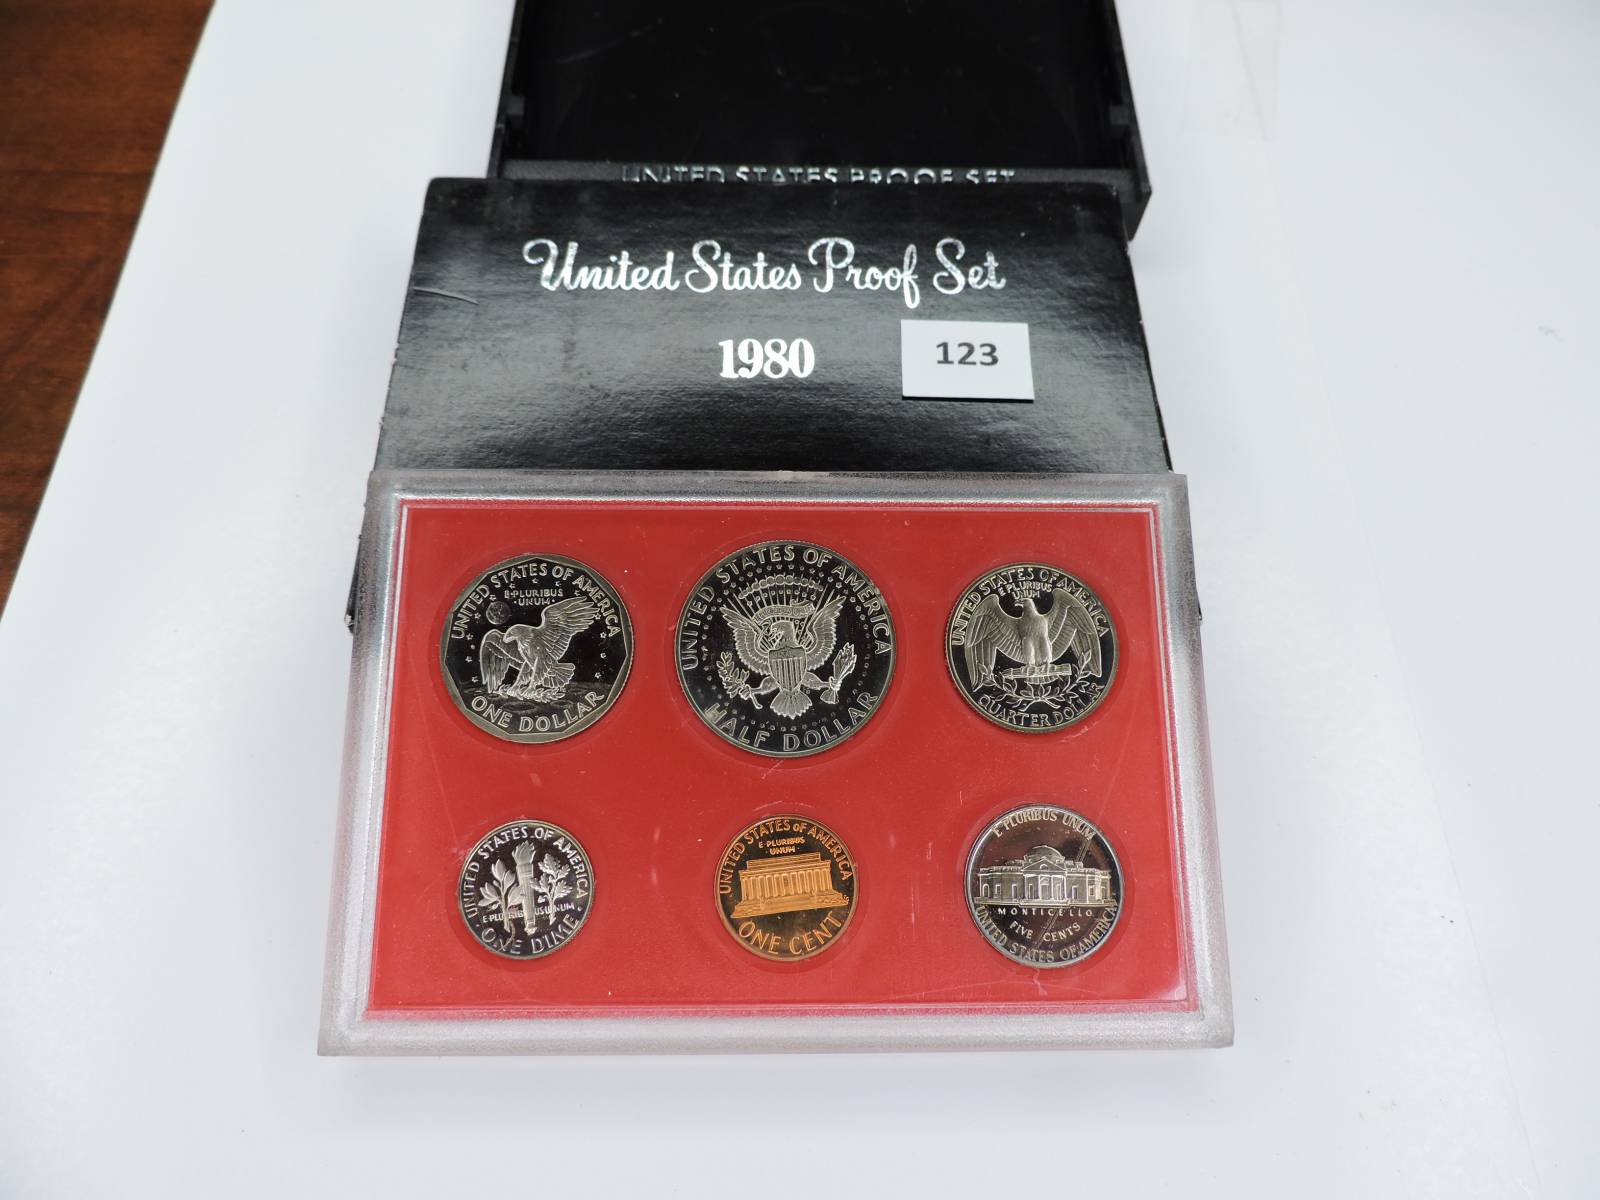 UNITED STATES PROOF SET
United States Proof Set
1980
123
UNITED STATES OF AMERICA
E·PLURIBUS
·UNUM·
ONE DOLLAR
UNITED STATES OF AMERICA
HALF DOLLAR
UNITED STATES OF AMERICA
E PLURIBUS
UNUM
QUARTER DOLLAR
UNITED STATES OF AMERICA
E PLURIBUS UNUM
ONE DIME
UNITED STATES OF AMERICA
E·PLURIBUS
·UNUM·
ONE CENT
E PLURIBUS UNUM
MONTICELLO
FIVE CENTS
UNITED STATES OF AMERICA